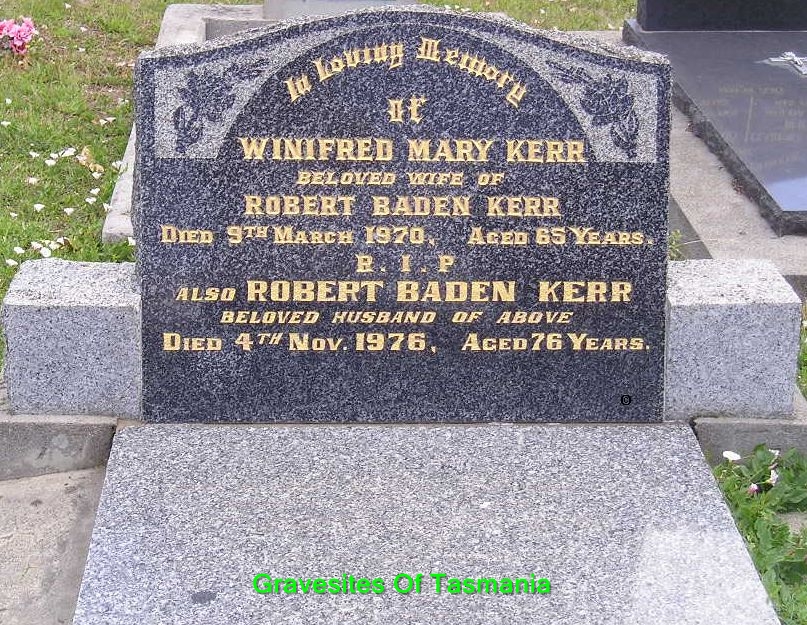 In Loving Memory
OF
WINIFRED MARY KERR
BELOVED WIFE OF
ROBERT BADEN KERR
DIED 9TH MARCH 1970, AGED 65 YEARS.
R.I.P
ALSO ROBERT BADEN KERR
BELOVED HUSBAND OF ABOVE
DIED 4TH NOV. 1976, AGED 76 YEARS.
Gravesites Of Tasmania